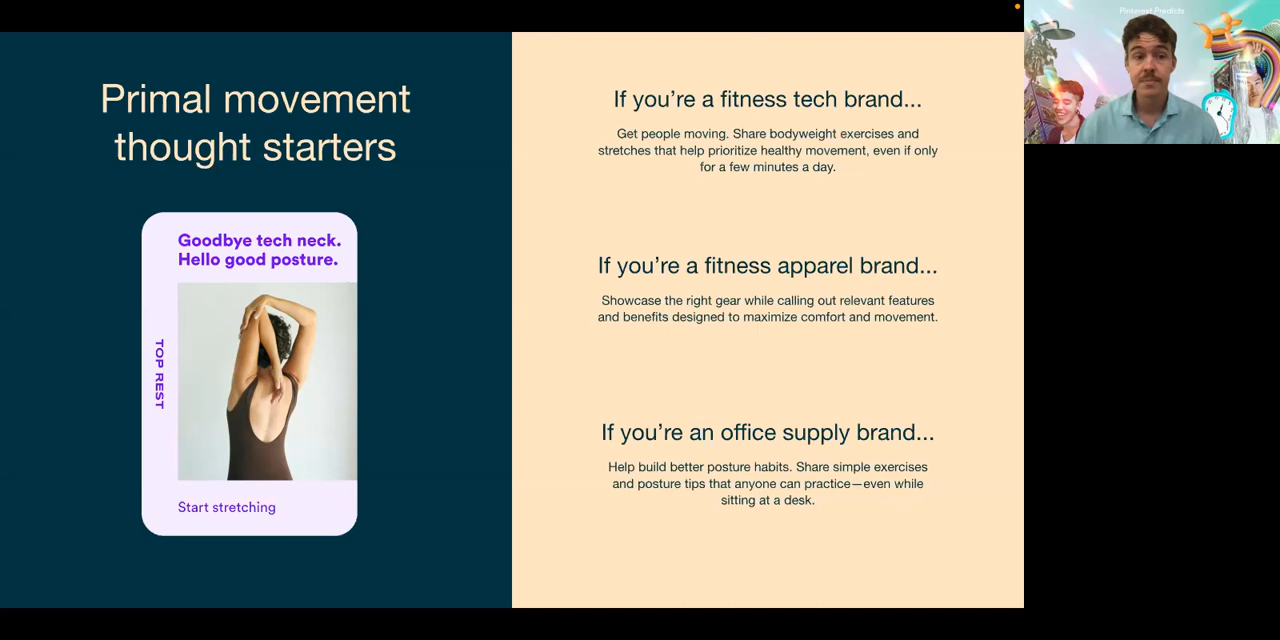 Primal movement
thought starters
Goodbye tech neck.
Hello good posture.
TOP REST
Start stretching
If you’re a fitness tech brand...
Get people moving. Share bodyweight exercises and
stretches that help prioritize healthy movement, even if only
for a few minutes a day.
If you’re a fitness apparel brand...
Showcase the right gear while calling out relevant features
and benefits designed to maximize comfort and movement.
If you’re an office supply brand...
Help build better posture habits. Share simple exercises
and posture tips that anyone can practice—even while
sitting at a desk.
Pinterest Predicts